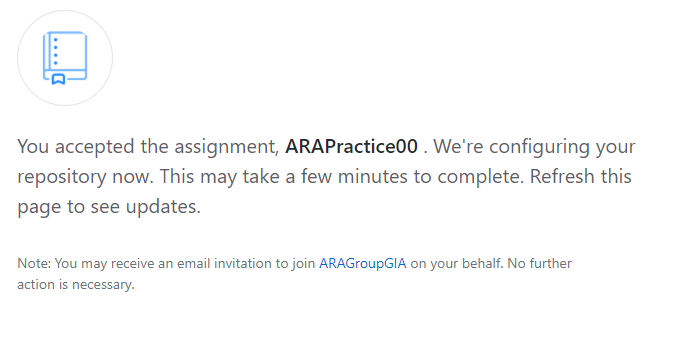 You accepted the assignment, ARAPractice00 . We're configuring your
repository now. This may take a few minutes to complete. Refresh this
page to see updates.
Note: You may receive an email invitation to join ARAGroupGIA on your behalf. No further
action is necessary.